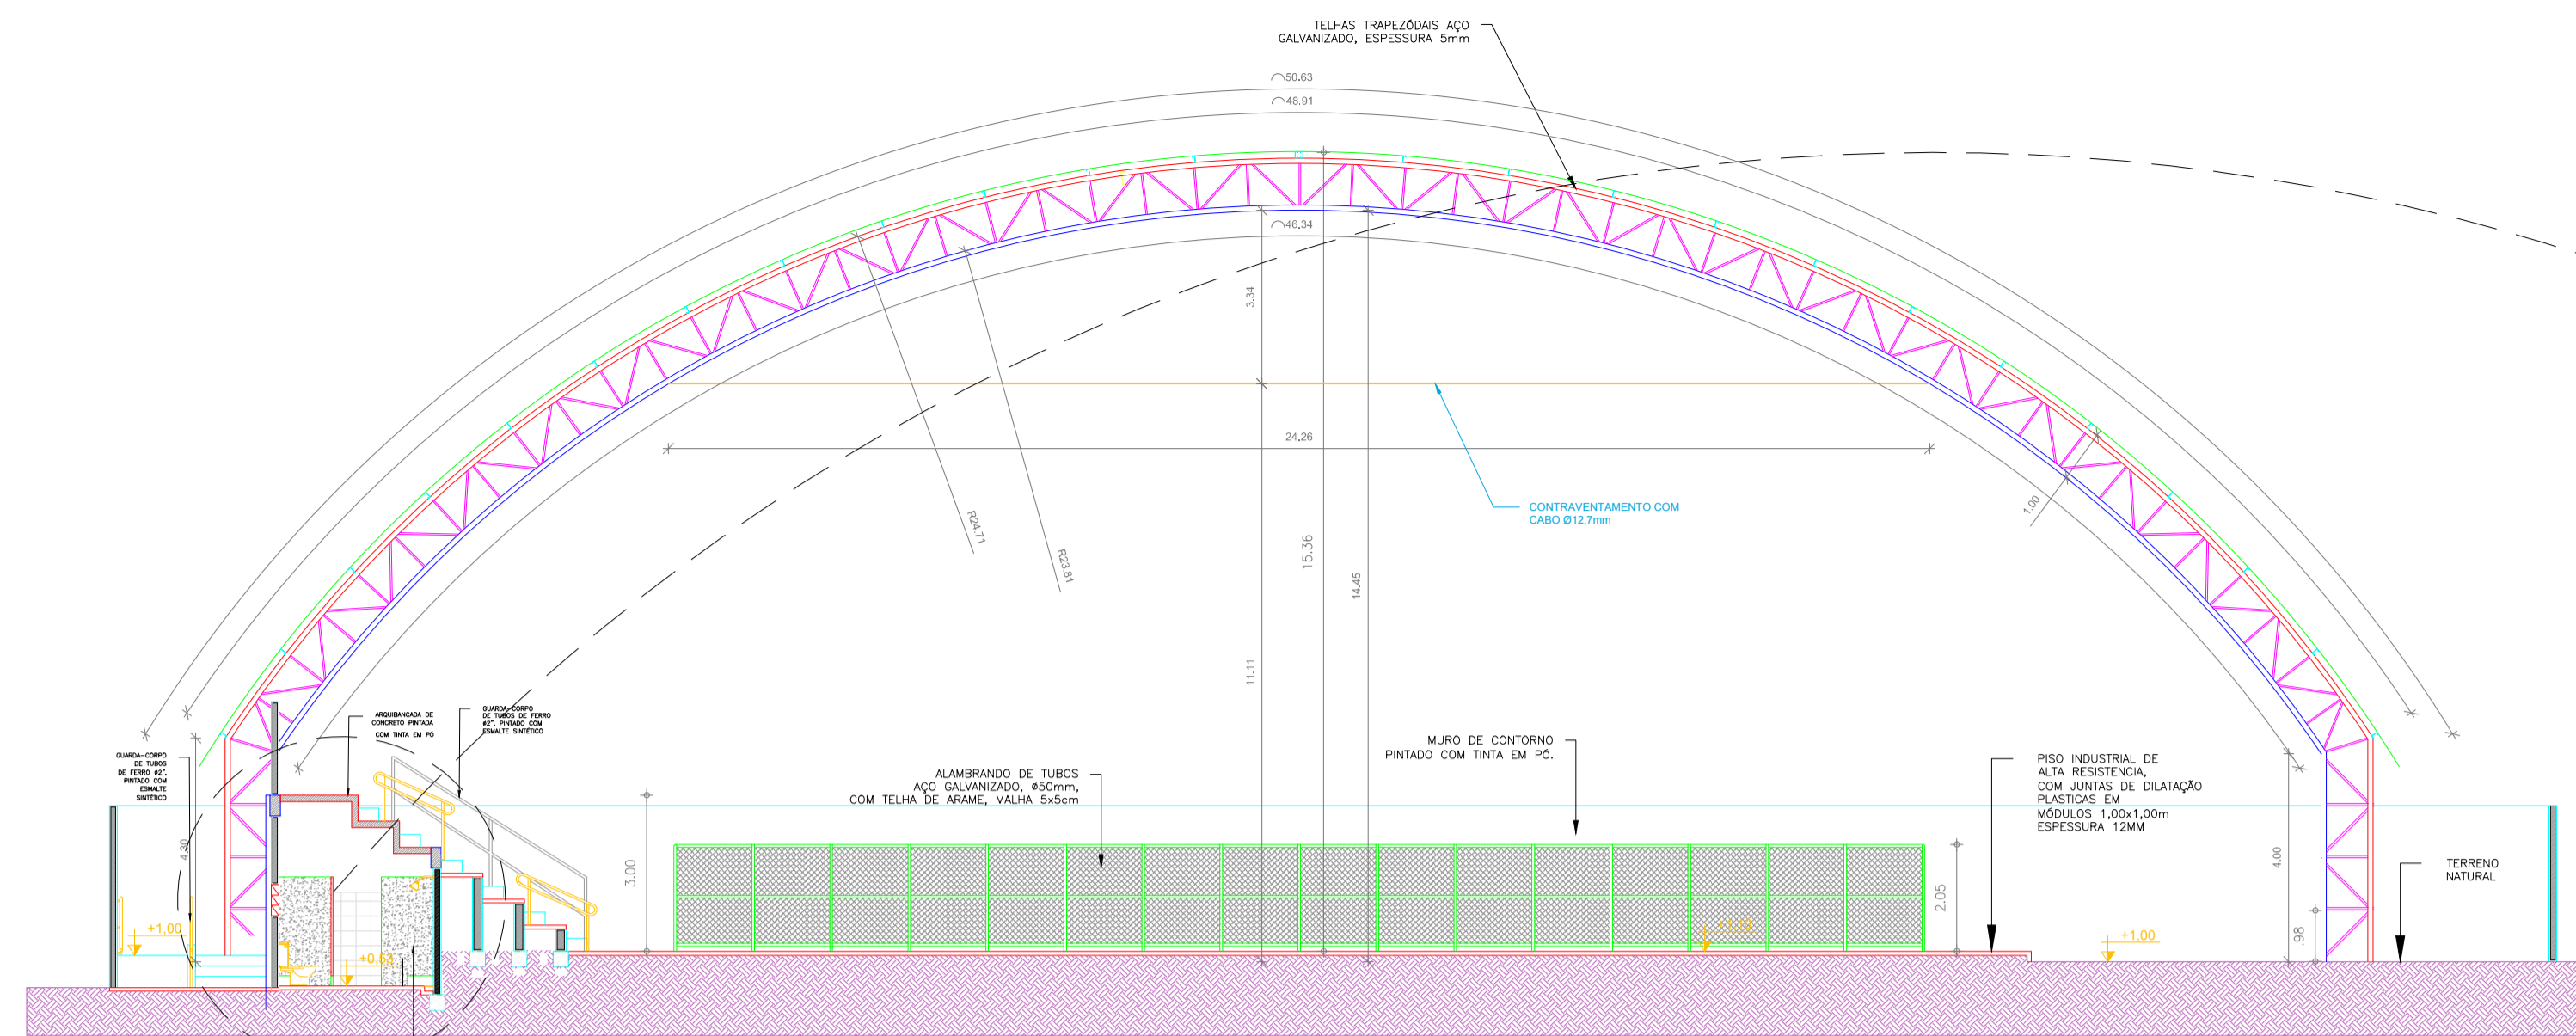 TELHAS TRAPEZÓDAIS AÇO
GALVANIZADO, ESPESSURA 5mm
50.63
48.91
46.34
3.34
24.26
CONTRAVENTAMENTO COM
CABO Ø12,7mm
R24.71
R23.81
15.36
14.45
1.00
11.11
ARQUIBANCADA DE
CONCRETO PINTADA
COM TINTA EM PÓ
GUARDA-CORPO
DE TUBOS DE FERRO
ø2", PINTADO COM
ESMALTE SINTÉTICO
GUARDA-CORPO
DE TUBOS
DE FERRO ø2",
PINTADO COM
ESMALTE
SINTÉTICO
4.30
3.00
ALAMBRANDO DE TUBOS
AÇO GALVANIZADO, ø50mm,
COM TELHA DE ARAME, MALHA 5x5cm
MURO DE CONTORNO
PINTADO COM TINTA EM PÓ.
PISO INDUSTRIAL DE
ALTA RESISTENCIA,
COM JUNTAS DE DILATAÇÃO
PLASTICAS EM
MÓDULOS 1,00x1,00m
ESPESSURA 12MM
TERRENO
NATURAL
2.05
4.00
.98
+1,00
+1,10
+1,00